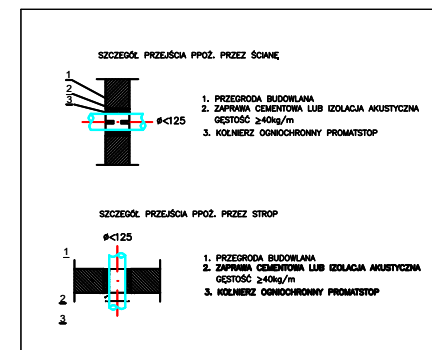 SZCZEGÓŁ PRZEJŚCIA PPOŻ. PRZEZ ŚCIANĘ
1
2
3
ø<125
1. PRZEGRODA BUDOWLANA
2. ZAPRAWA CEMENTOWA LUB IZOLACJA AKUSTYCZNA
GĘSTOŚĆ ≥40kg/m
3. KOŁNIERZ OGNIOCHRONNY PROMATSTOP
SZCZEGÓŁ PRZEJŚCIA PPOŻ. PRZEZ STROP
ø<125
1
2
3
1. PRZEGRODA BUDOWLANA
2. ZAPRAWA CEMENTOWA LUB IZOLACJA AKUSTYCZNA
GĘSTOŚĆ ≥40kg/m
3. KOŁNIERZ OGNIOCHRONNY PROMATSTOP